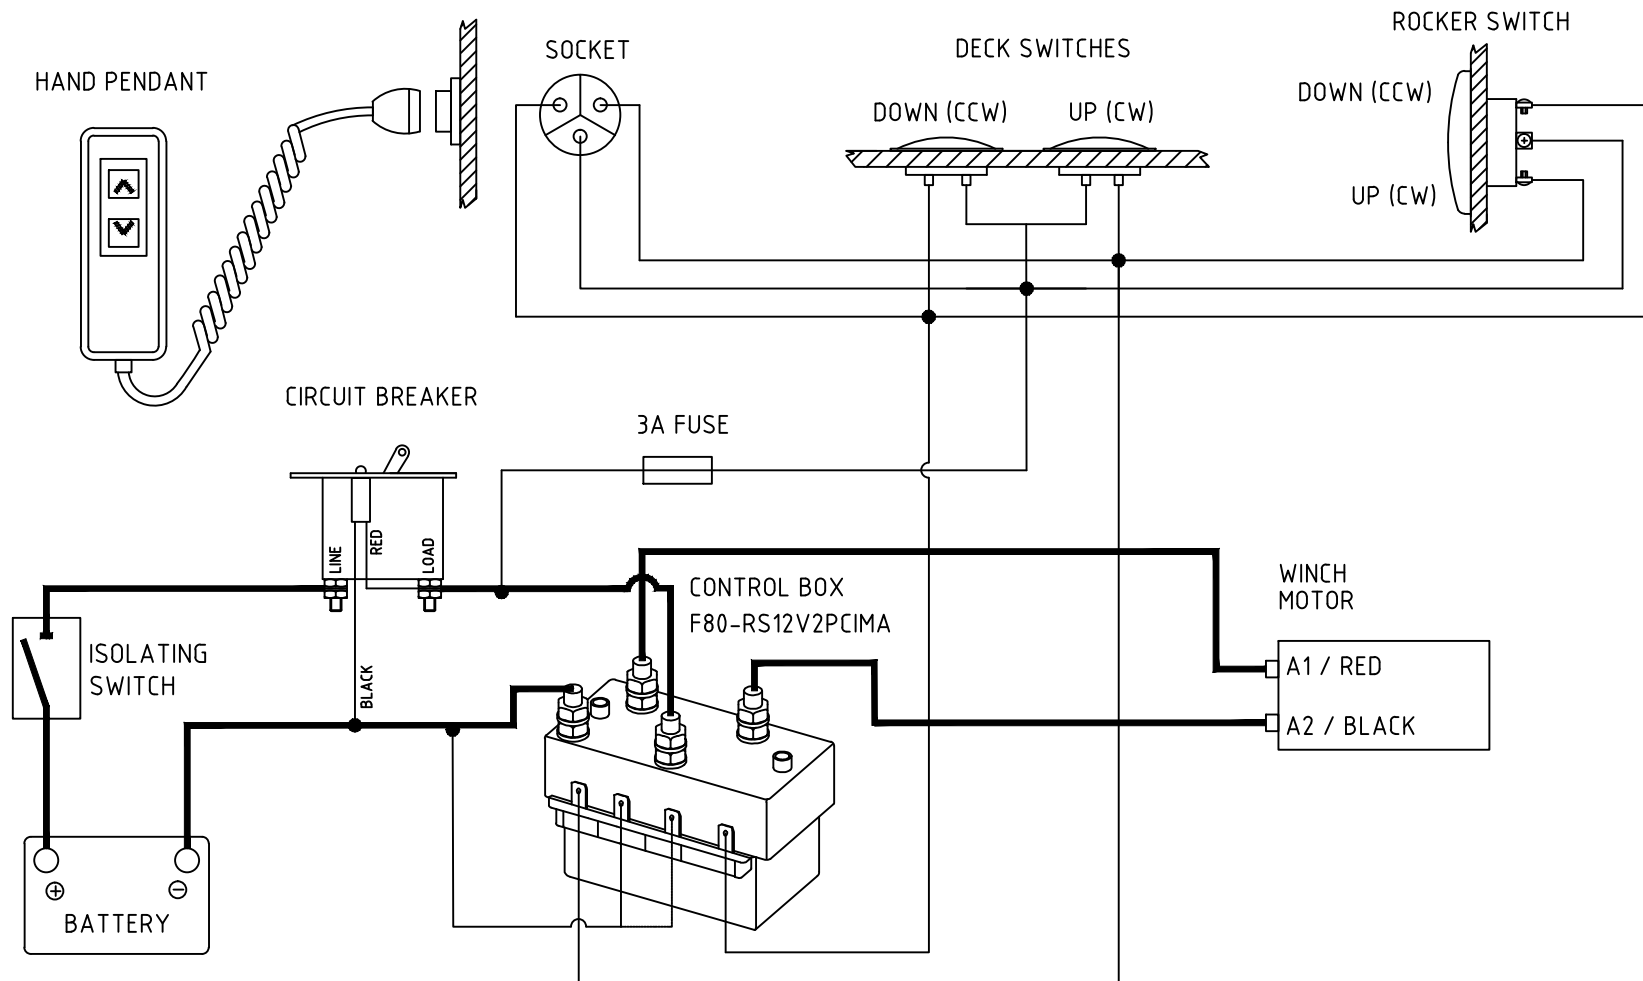 ROCKER SWITCH
SOCKET
DECK SWITCHES
HAND PENDANT
DOWN (CCW)
DOWN (CCW)
UP (CW)
UP (CW)
CIRCUIT BREAKER
3A FUSE
LINE
RED
LOAD
CONTROL BOX
F80-RS12V2PCIMA
WINCH
MOTOR
ISOLATING
SWITCH
BLACK
A1 / RED
A2 / BLACK
+
−
BATTERY